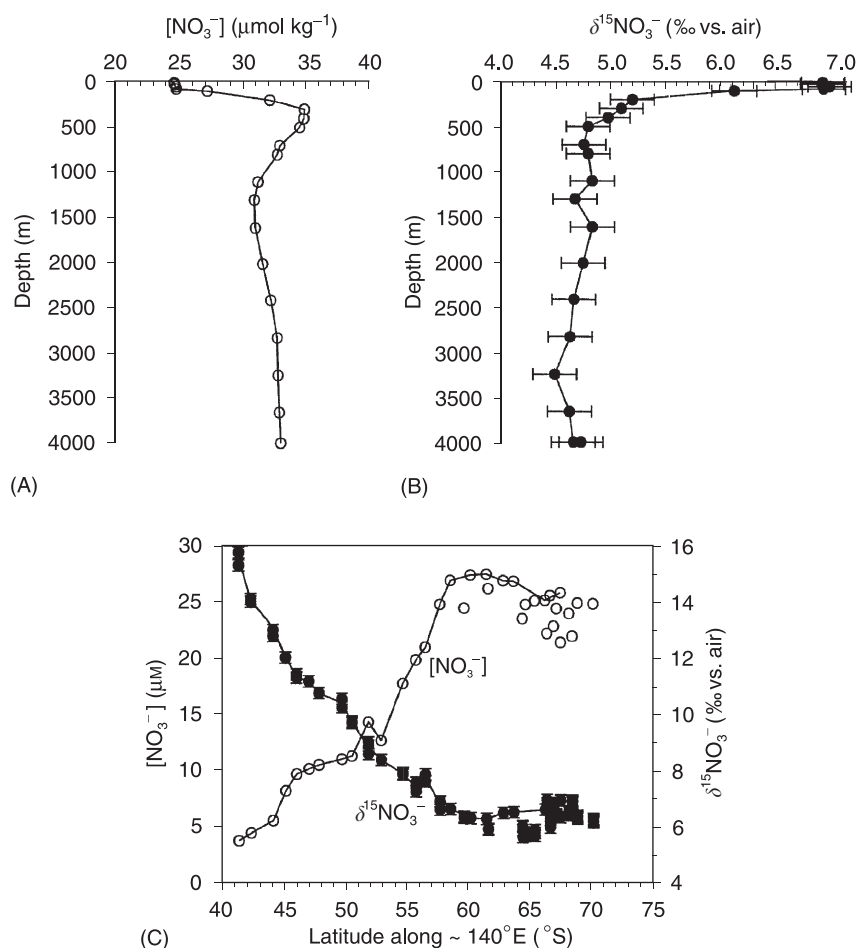 [NO₃⁻] (µmol kg⁻¹)
20 25 30 35 40
0
500
1000
1500
2000
2500
3000
3500
4000
Depth (m)
(A)
δ¹⁵NO₃⁻ (‰ vs. air)
4.0 4.5 5.0 5.5 6.0 6.5 7.0
0
500
1000
1500
2000
2500
3000
3500
4000
Depth (m)
(B)
30
25
20
15
10
5
0
[NO₃⁻] (µM)
[NO₃⁻]
δ¹⁵NO₃⁻
16
14
12
10
8
6
4
δ¹⁵NO₃⁻ (‰ vs. air)
40 45 50 55 60 65 70 75
(C) Latitude along ~ 140°E (°S)